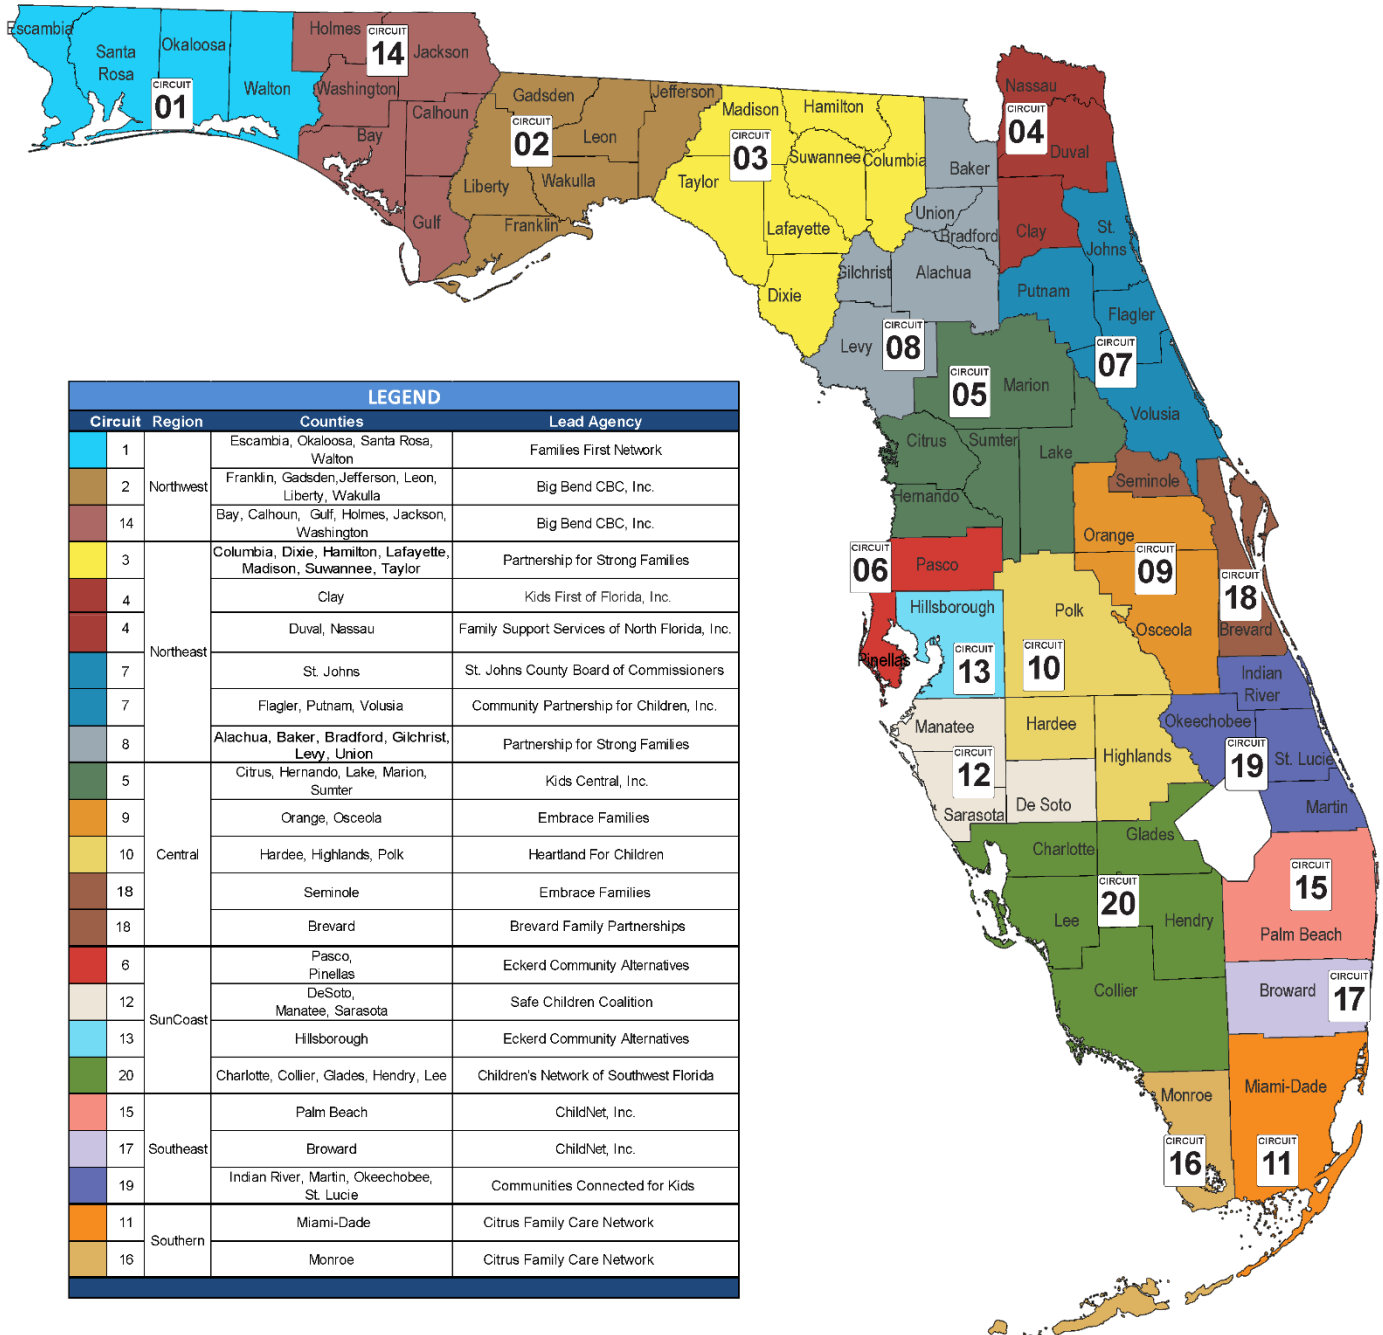 Escambia
Santa
Rosa
Okaloosa
Walton
CIRCUIT
01
Holmes
CIRCUIT
14
Jackson
Washington
Calhoun
Bay
Gulf
Gadsden
Jefferson
CIRCUIT
02
Leon
Liberty
Wakulla
Franklin
Madison
Hamilton
CIRCUIT
03
Suwannee
Columbia
Taylor
Lafayette
Dixie
Nassau
CIRCUIT
04
Duval
Clay
Baker
Union
Bradford
Gilchrist
Alachua
Levy
CIRCUIT
08
St.
Johns
Putnam
Flagler
CIRCUIT
07
Volusia
CIRCUIT
05
Marion
Citrus
Sumter
Lake
Hernando
Seminole
Orange
CIRCUIT
09
Osceola
CIRCUIT
06
Pasco
Pinellas
Hillsborough
CIRCUIT
13
Polk
CIRCUIT
10
CIRCUIT
18
Brevard
Indian
River
Okeechobee
CIRCUIT
19
St. Lucie
Martin
Manatee
CIRCUIT
12
Sarasota
Hardee
De Soto
Highlands
Charlotte
Glades
CIRCUIT
20
Lee
Hendry
Collier
CIRCUIT
15
Palm Beach
Broward
CIRCUIT
17
Monroe
CIRCUIT
16
Miami-Dade
CIRCUIT
11
LEGEND
Circuit Region Counties Lead Agency
1 Escambia, Okaloosa, Santa Rosa,
Walton Families First Network
Northwest
2 Franklin, Gadsden,Jefferson, Leon,
Liberty, Wakulla Big Bend CBC, Inc.
14 Bay, Calhoun, Gulf, Holmes, Jackson,
Washington Big Bend CBC, Inc.
3 Columbia, Dixie, Hamilton, Lafayette,
Madison, Suwannee, Taylor Partnership for Strong Families
4 Clay Kids First of Florida, Inc.
4 Duval, Nassau Family Support Services of North Florida, Inc.
Northeast
7 St. Johns St. Johns County Board of Commissioners
7 Flagler, Putnam, Volusia Community Partnership for Children, Inc.
8 Alachua, Baker, Bradford, Gilchrist,
Levy, Union Partnership for Strong Families
5 Citrus, Hernando, Lake, Marion,
Sumter Kids Central, Inc.
9 Orange, Osceola Embrace Families
10 Central Hardee, Highlands, Polk Heartland For Children
18 Seminole Embrace Families
18 Brevard Brevard Family Partnerships
6 Pasco,
Pinellas Eckerd Community Alternatives
12 DeSoto,
Manatee, Sarasota Safe Children Coalition
SunCoast
13 Hillsborough Eckerd Community Alternatives
20 Charlotte, Collier, Glades, Hendry, Lee Children's Network of Southwest Florida
15 Palm Beach ChildNet, Inc.
17 Southeast Broward ChildNet, Inc.
19 Indian River, Martin, Okeechobee,
St. Lucie Communities Connected for Kids
11 Miami-Dade Citrus Family Care Network
Southern
16 Monroe Citrus Family Care Network